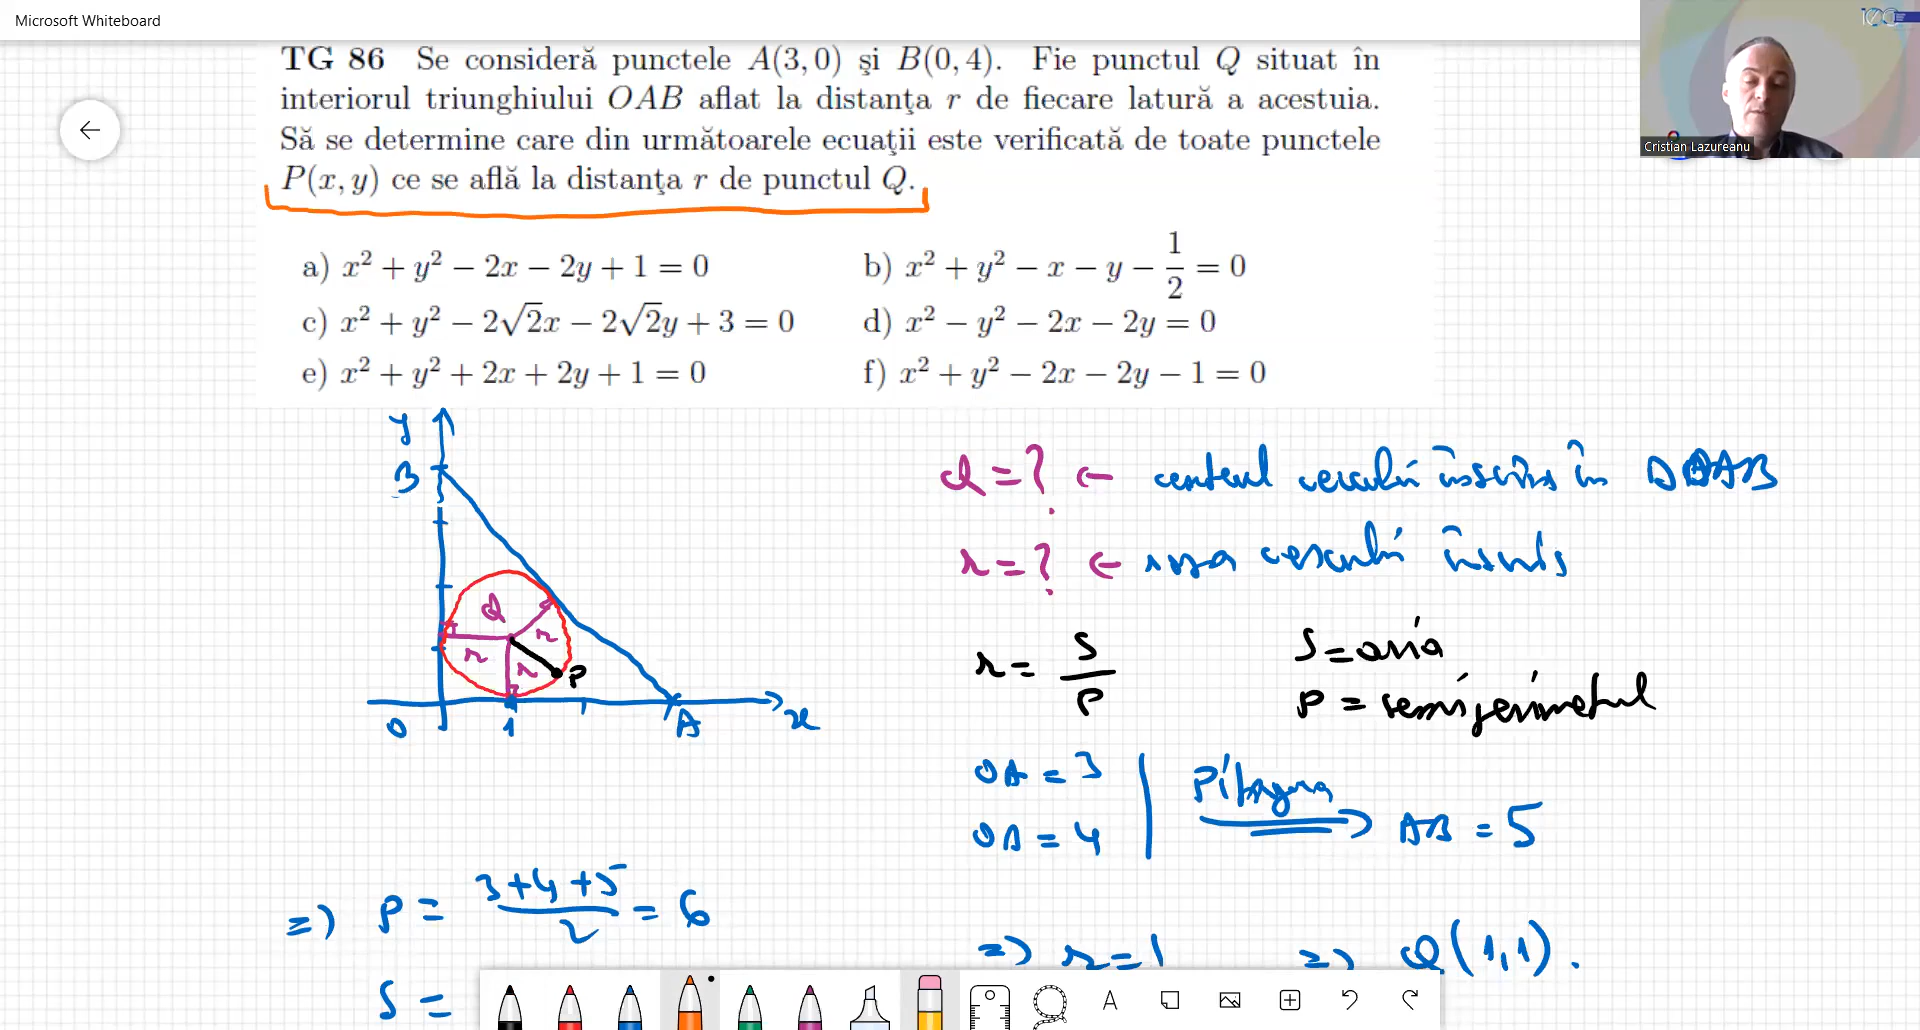 Microsoft Whiteboard
Cristian Lazureanu
TG 86 Se consideră punctele A(3, 0) şi B(0, 4). Fie punctul Q situat în
interiorul triunghiului OAB aflat la distanţa r de fiecare latură a acestuia.
Să se determine care din următoarele ecuaţii este verificată de toate punctele
P(x, y) ce se află la distanţa r de punctul Q.
a) x² + y² − 2x − 2y + 1 = 0
b) x² + y² − x − y − 1/2 = 0
c) x² + y² − 2√2x − 2√2y + 3 = 0
d) x² − y² − 2x − 2y = 0
e) x² + y² + 2x + 2y + 1 = 0
f) x² + y² − 2x − 2y − 1 = 0
y
B
Q
r
r
r
P
O
1
A
x
Q = ? ← centrul cercului înscris în ΔOAB
r = ? ← raza cercului înscris
r = S/P
S = aria
P = semiperimetrul
OA = 3
OA = 4
Pitagora ⇒ AB = 5
⇒ P = (3+4+5)/2 = 6
⇒ r = 1 ⇒ Q(1,1).
S =